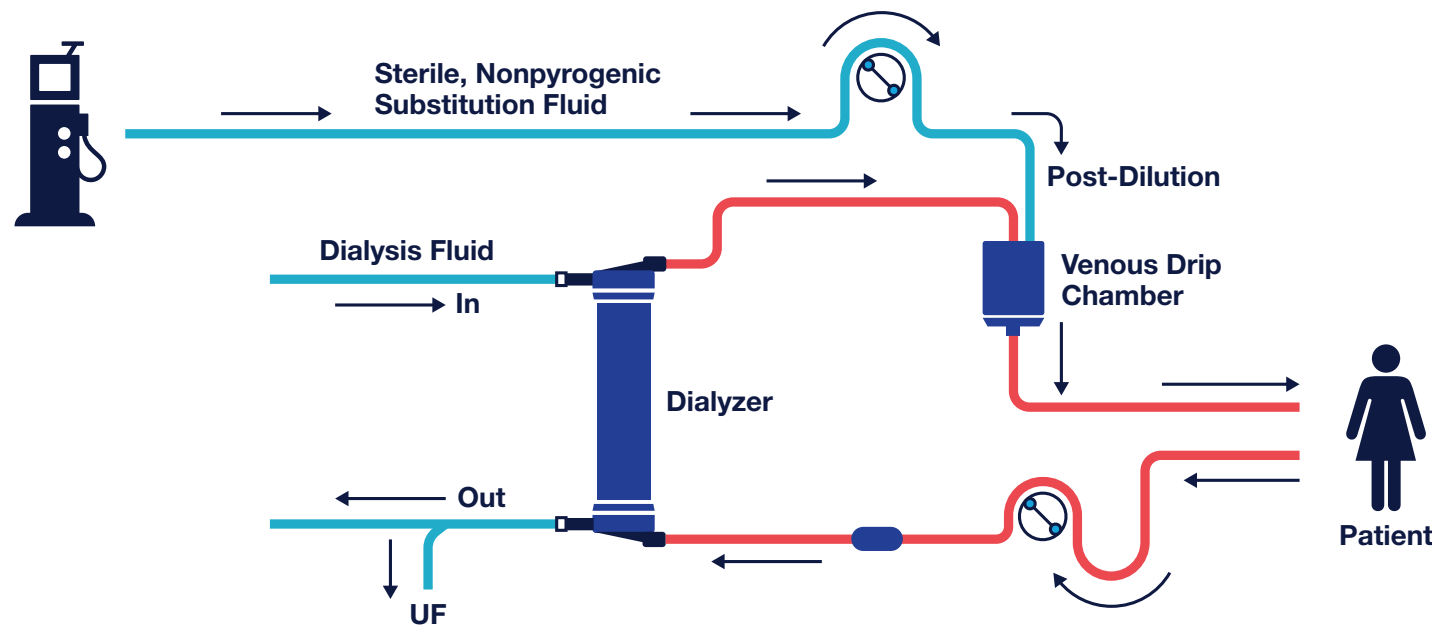 Sterile, Nonpyrogenic
Substitution Fluid
Post-Dilution
Dialysis Fluid
In
Venous Drip
Chamber
Dialyzer
Out
Patient
UF